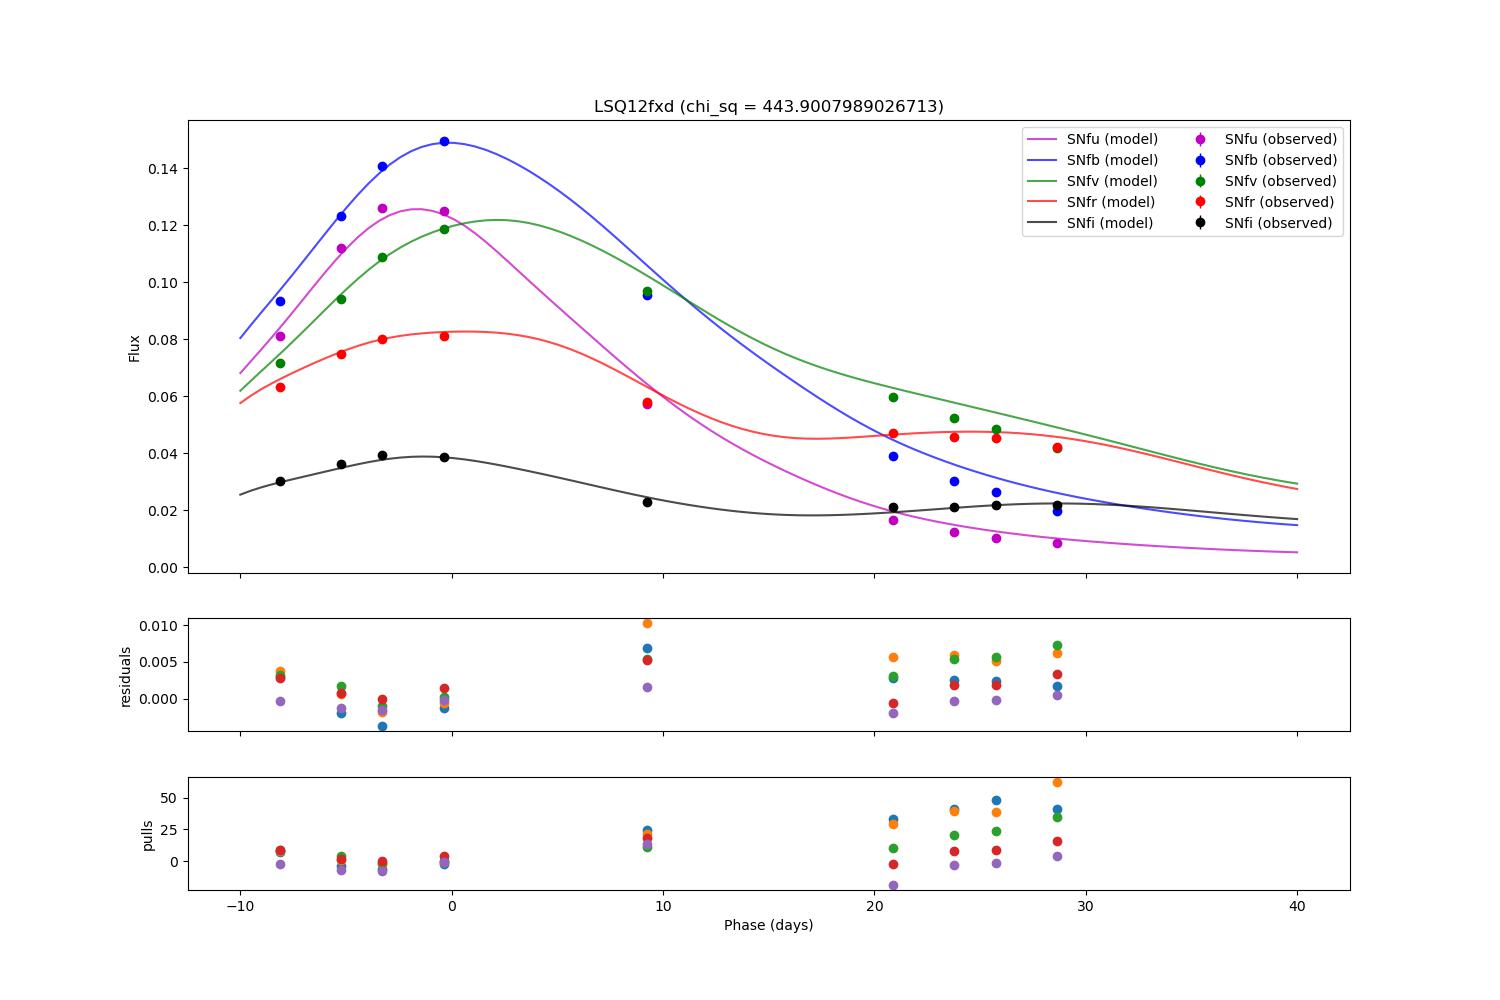 LSQ12fxd (chi_sq = 443.9007989026713)
SNfu (model)
SNfb (model)
SNfv (model)
SNfr (model)
SNfi (model)
SNfu (observed)
SNfb (observed)
SNfv (observed)
SNfr (observed)
SNfi (observed)
Flux
0.14
0.12
0.10
0.08
0.06
0.04
0.02
0.00
residuals
0.010
0.005
0.000
pulls
50
25
0
−10
0
10
20
30
40
Phase (days)